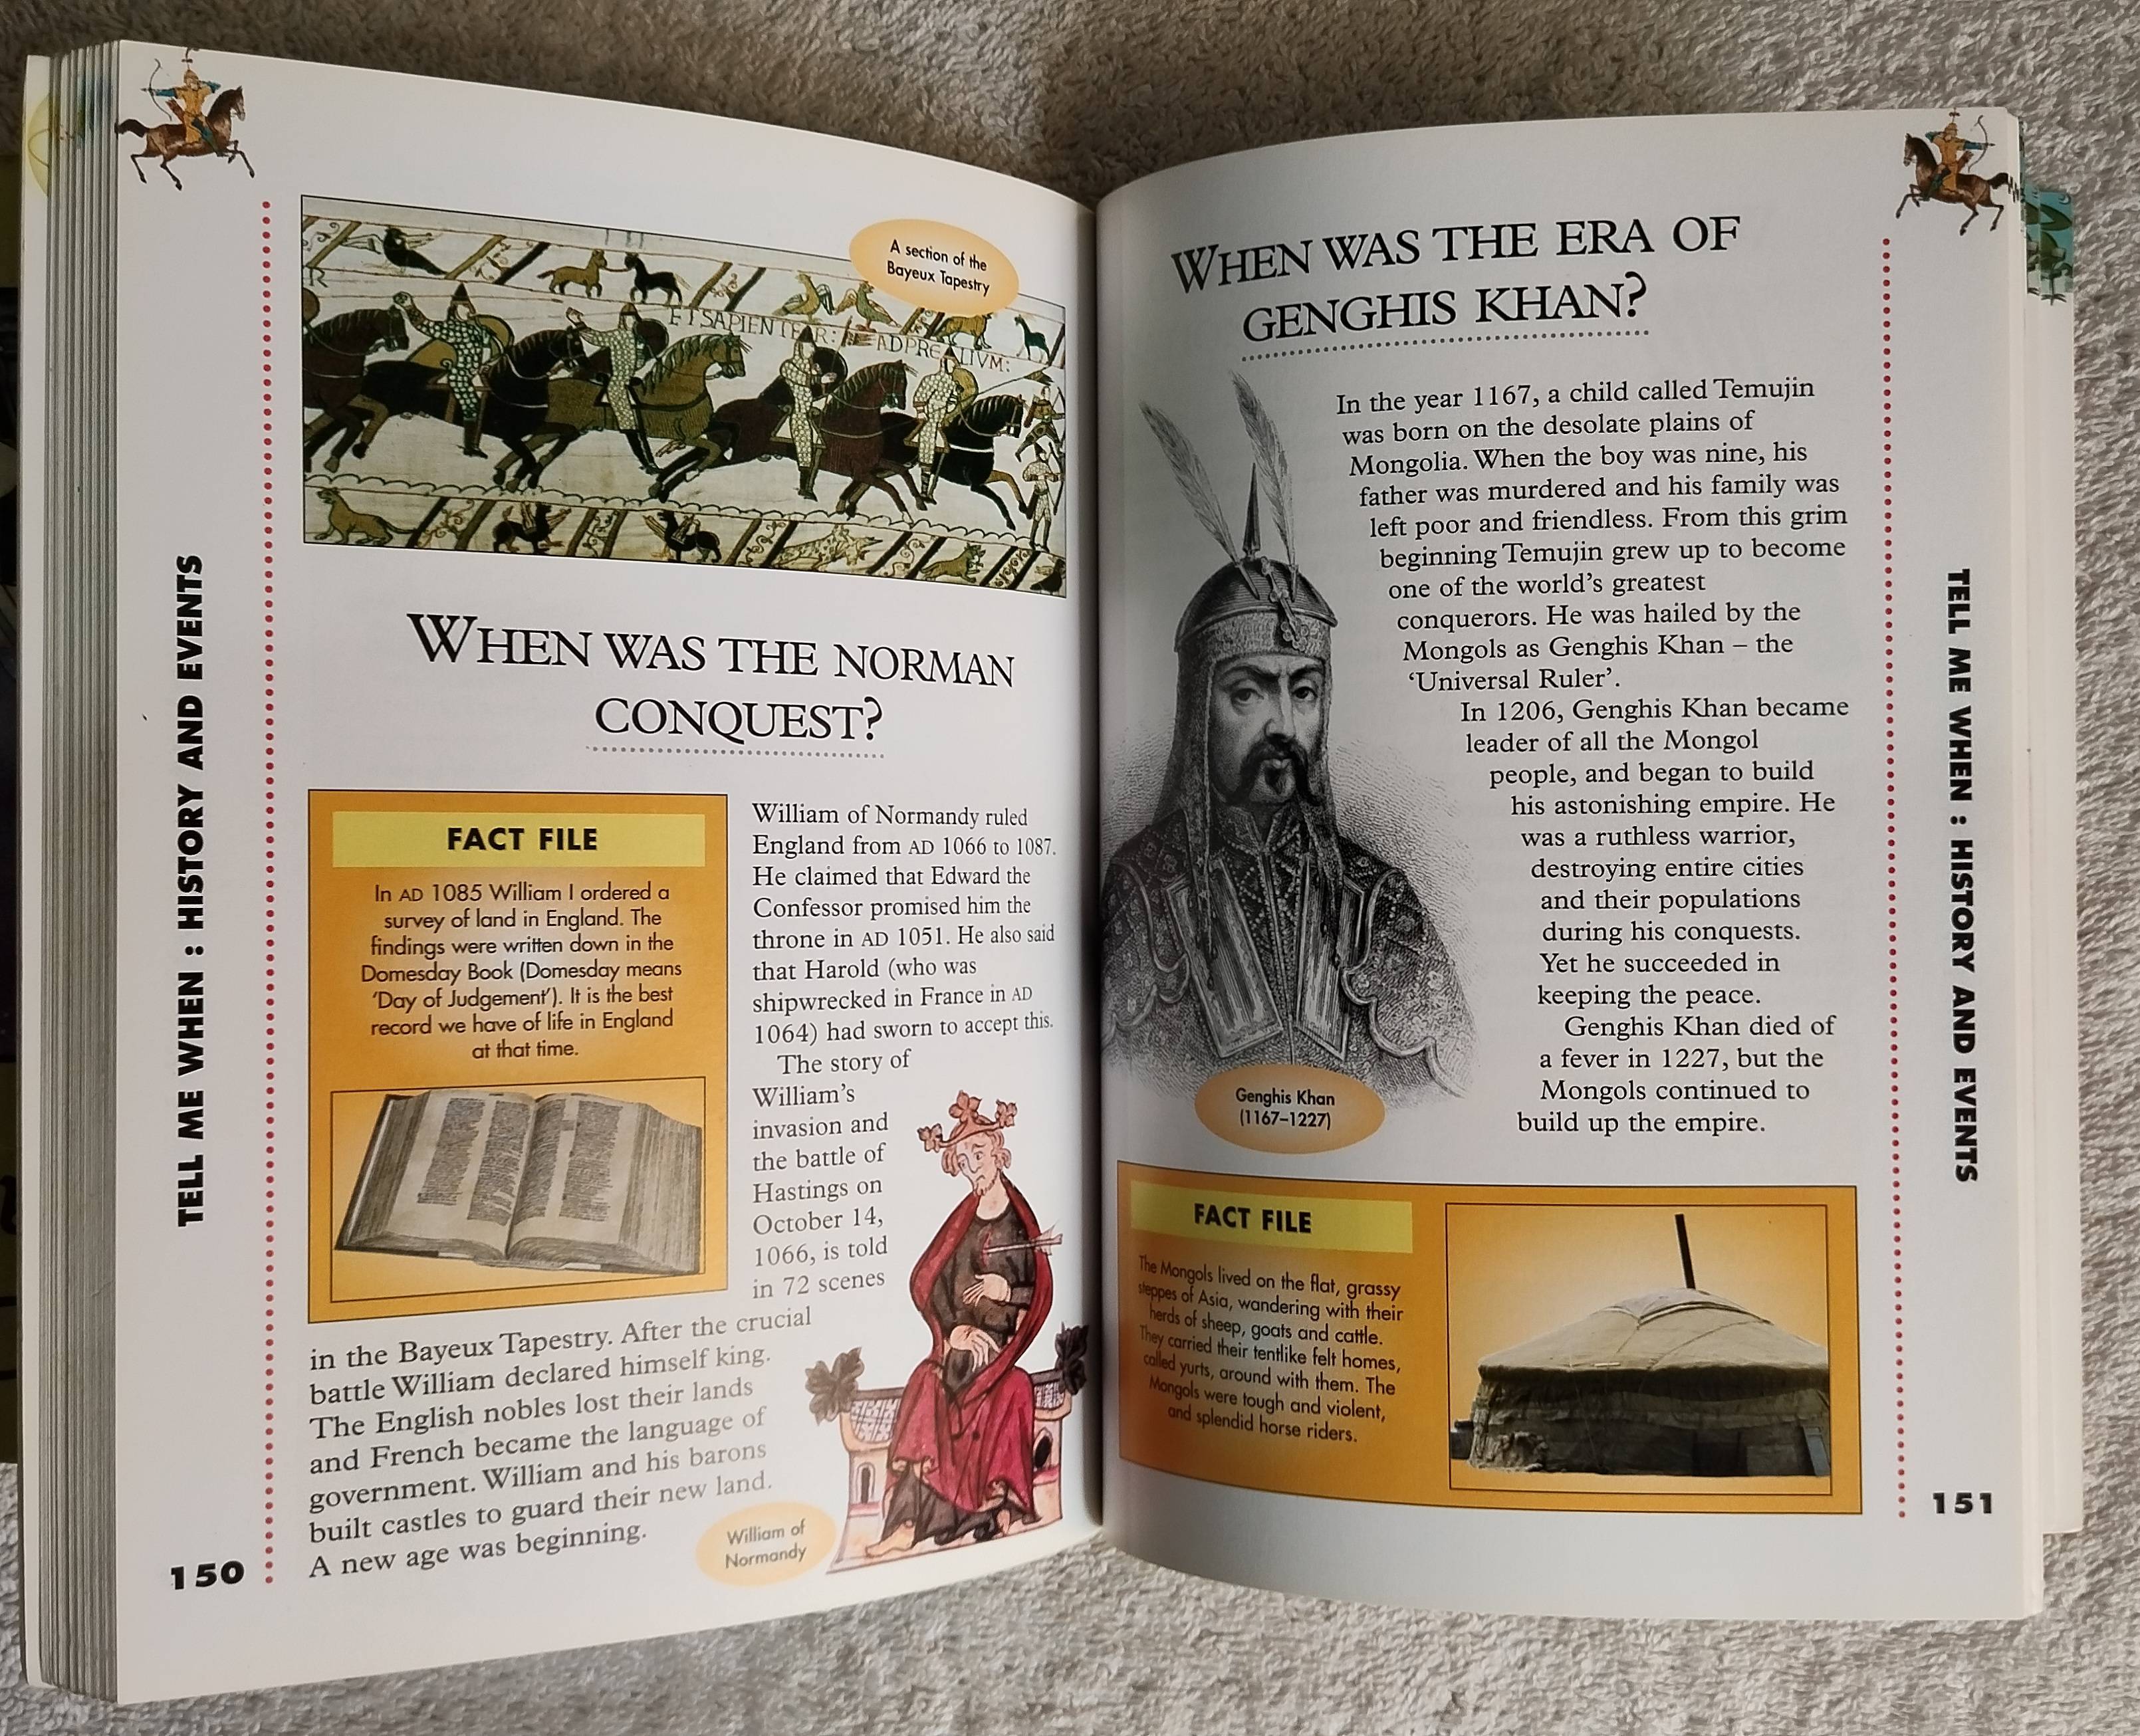 A section of the
Bayeux Tapestry
ET SAPIENTER: AD PRELIVM:
WHEN WAS THE NORMAN
CONQUEST?
FACT FILE
In AD 1085 William I ordered a
survey of land in England. The
findings were written down in the
Domesday Book (Domesday means
'Day of Judgement'). It is the best
record we have of life in England
at that time.
William of Normandy ruled
England from AD 1066 to 1087.
He claimed that Edward the
Confessor promised him the
throne in AD 1051. He also said
that Harold (who was
shipwrecked in France in AD
1064) had sworn to accept this.
The story of
William's
invasion and
the battle of
Hastings on
October 14,
1066, is told
in 72 scenes
in the Bayeux Tapestry. After the crucial
battle William declared himself king.
The English nobles lost their lands
and French became the language of
government. William and his barons
built castles to guard their new land.
A new age was beginning.
William of
Normandy
TELL ME WHEN : HISTORY AND EVENTS
150
WHEN WAS THE ERA OF
GENGHIS KHAN?
In the year 1167, a child called Temujin
was born on the desolate plains of
Mongolia. When the boy was nine, his
father was murdered and his family was
left poor and friendless. From this grim
beginning Temujin grew up to become
one of the world's greatest
conquerors. He was hailed by the
Mongols as Genghis Khan – the
'Universal Ruler'.
In 1206, Genghis Khan became
leader of all the Mongol
people, and began to build
his astonishing empire. He
was a ruthless warrior,
destroying entire cities
and their populations
during his conquests.
Yet he succeeded in
keeping the peace.
Genghis Khan died of
a fever in 1227, but the
Mongols continued to
build up the empire.
Genghis Khan
(1167–1227)
FACT FILE
The Mongols lived on the flat, grassy
steppes of Asia, wandering with their
herds of sheep, goats and cattle.
They carried their tentlike felt homes,
called yurts, around with them. The
Mongols were tough and violent,
and splendid horse riders.
TELL ME WHEN : HISTORY AND EVENTS
151